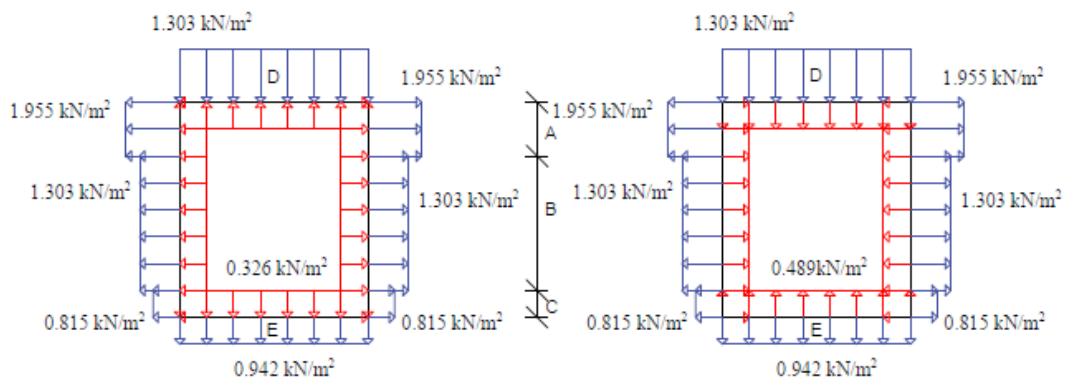 1.303 kN/m²
D
1.955 kN/m²
1.955 kN/m²
1.303 kN/m²
1.303 kN/m²
0.326 kN/m²
0.815 kN/m²
0.815 kN/m²
E
0.942 kN/m²
A
B
C
1.303 kN/m²
D
1.955 kN/m²
1.955 kN/m²
1.303 kN/m²
1.303 kN/m²
0.489kN/m²
0.815 kN/m²
0.815 kN/m²
E
0.942 kN/m²